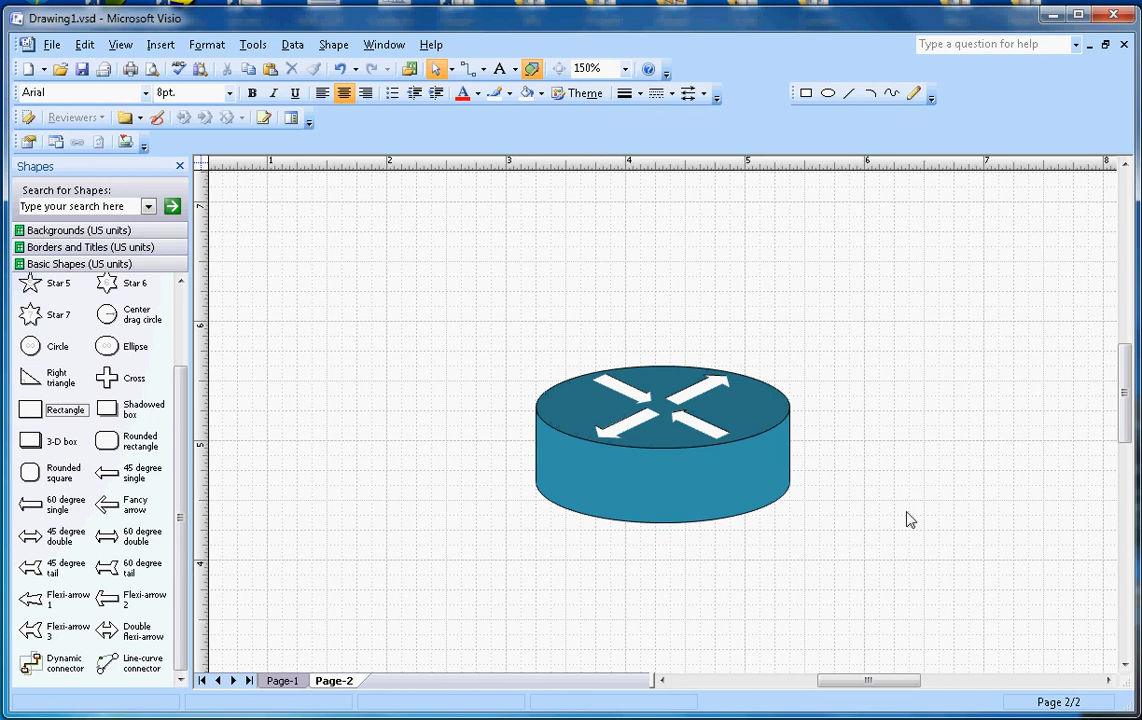 Drawing1.vsd - Microsoft Visio
File Edit View Insert Format Tools Data Shape Window Help
Type a question for help
150%
Arial 8pt. Theme
Reviewers
Shapes
Search for Shapes:
Type your search here
Backgrounds (US units)
Borders and Titles (US units)
Basic Shapes (US units)
Star 5 Star 6
Star 7 Center drag circle
Circle Ellipse
Right triangle Cross
Rectangle Shadowed box
3-D box Rounded rectangle
Rounded square 45 degree single
60 degree single Fancy arrow
45 degree double 60 degree double
45 degree tail 60 degree tail
Flexi-arrow 1 Flexi-arrow 2
Flexi-arrow 3 Double flexi-arrow
Dynamic connector Line-curve connector
1 2 3 4 5 6 7 8
7
6
5
4
Page-1 Page-2
Page 2/2